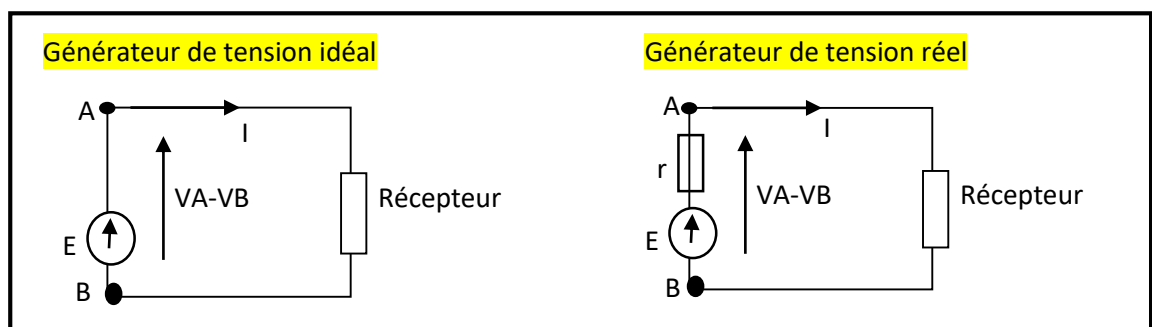 Générateur de tension idéal
A
I
VA-VB
Récepteur
E
B
Générateur de tension réel
A
I
r
VA-VB
Récepteur
E
B